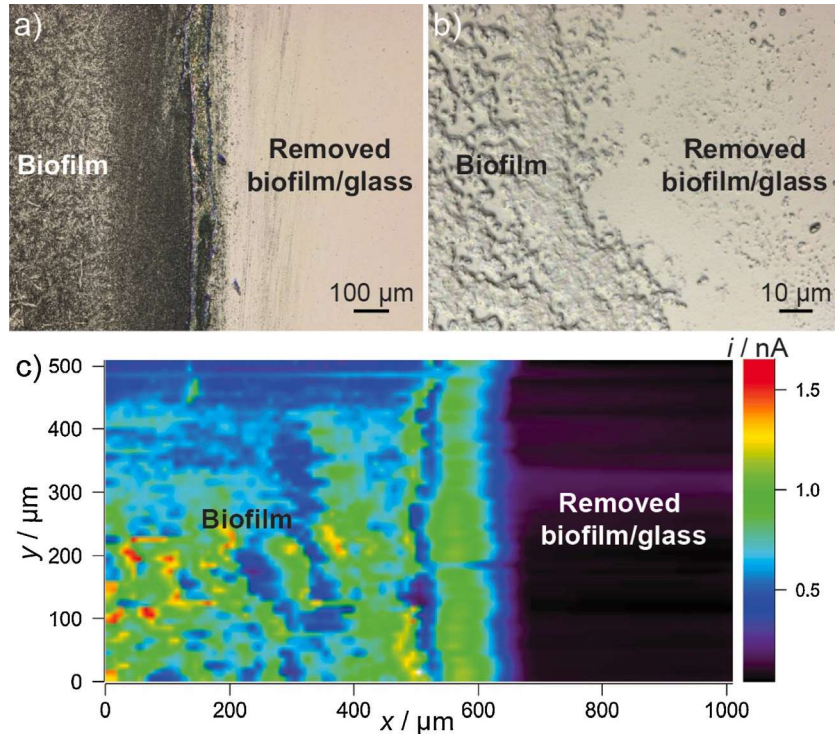 a)
Biofilm
Removed
biofilm/glass
100 µm
b)
Biofilm
Removed
biofilm/glass
10 µm
c)
i / nA
500
400
300
200
100
0
y / µm
Biofilm
Removed
biofilm/glass
1.5
1.0
0.5
0
200
400
600
800
1000
x / µm